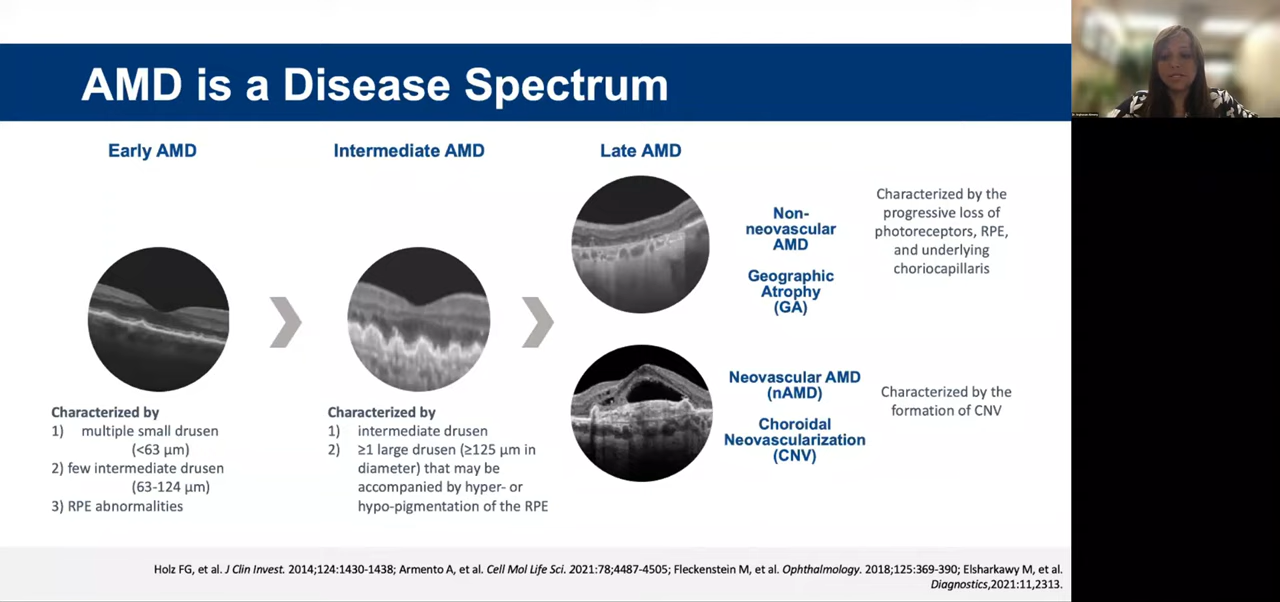 AMD is a Disease Spectrum
Early AMD
Intermediate AMD
Late AMD
Characterized by
1) multiple small drusen
(<63 µm)
2) few intermediate drusen
(63-124 µm)
3) RPE abnormalities
Characterized by
1) intermediate drusen
2) ≥1 large drusen (≥125 µm in
diameter) that may be
accompanied by hyper- or
hypo-pigmentation of the RPE
Non-
neovascular
AMD
Geographic
Atrophy
(GA)
Characterized by the
progressive loss of
photoreceptors, RPE,
and underlying
choriocapillaris
Neovascular AMD
(nAMD)
Choroidal
Neovascularization
(CNV)
Characterized by the
formation of CNV
Holz FG, et al. J Clin Invest. 2014;124:1430-1438; Armento A, et al. Cell Mol Life Sci. 2021:78;4487-4505; Fleckenstein M, et al. Ophthalmology. 2018;125:369-390; Elsharkawy M, et al.
Diagnostics,2021:11,2313.